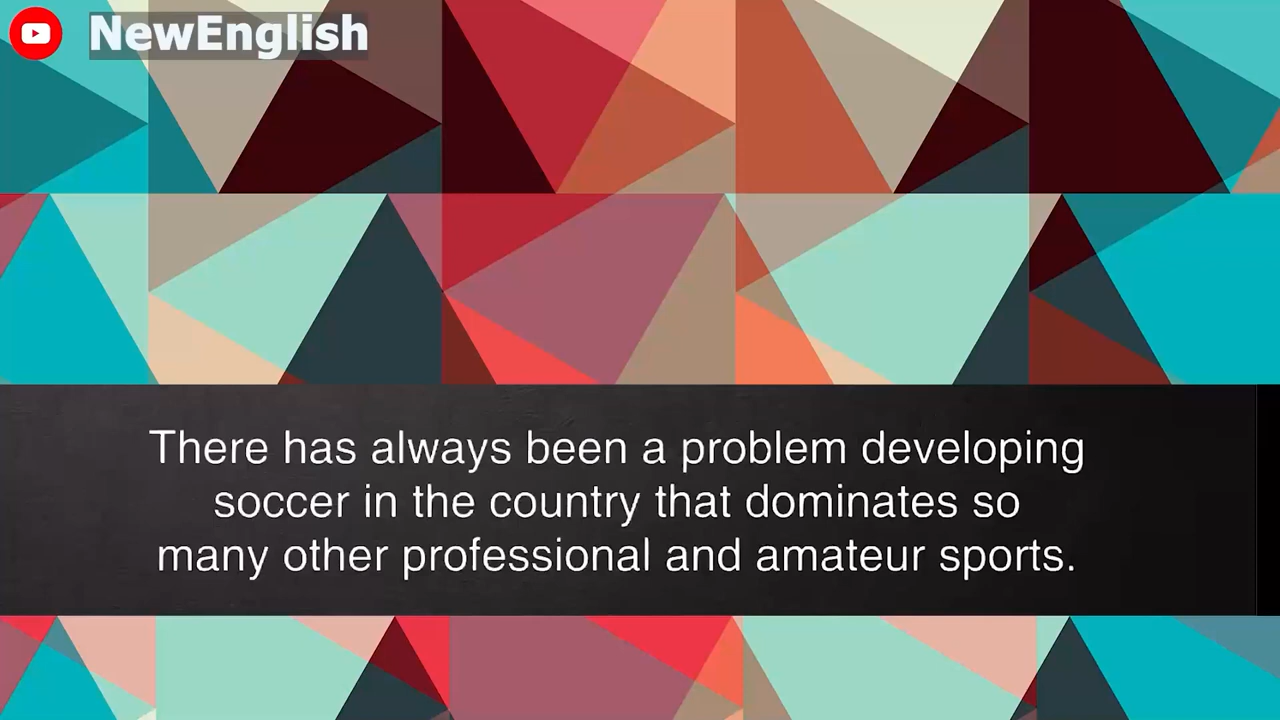 NewEnglish
There has always been a problem developing
soccer in the country that dominates so
many other professional and amateur sports.